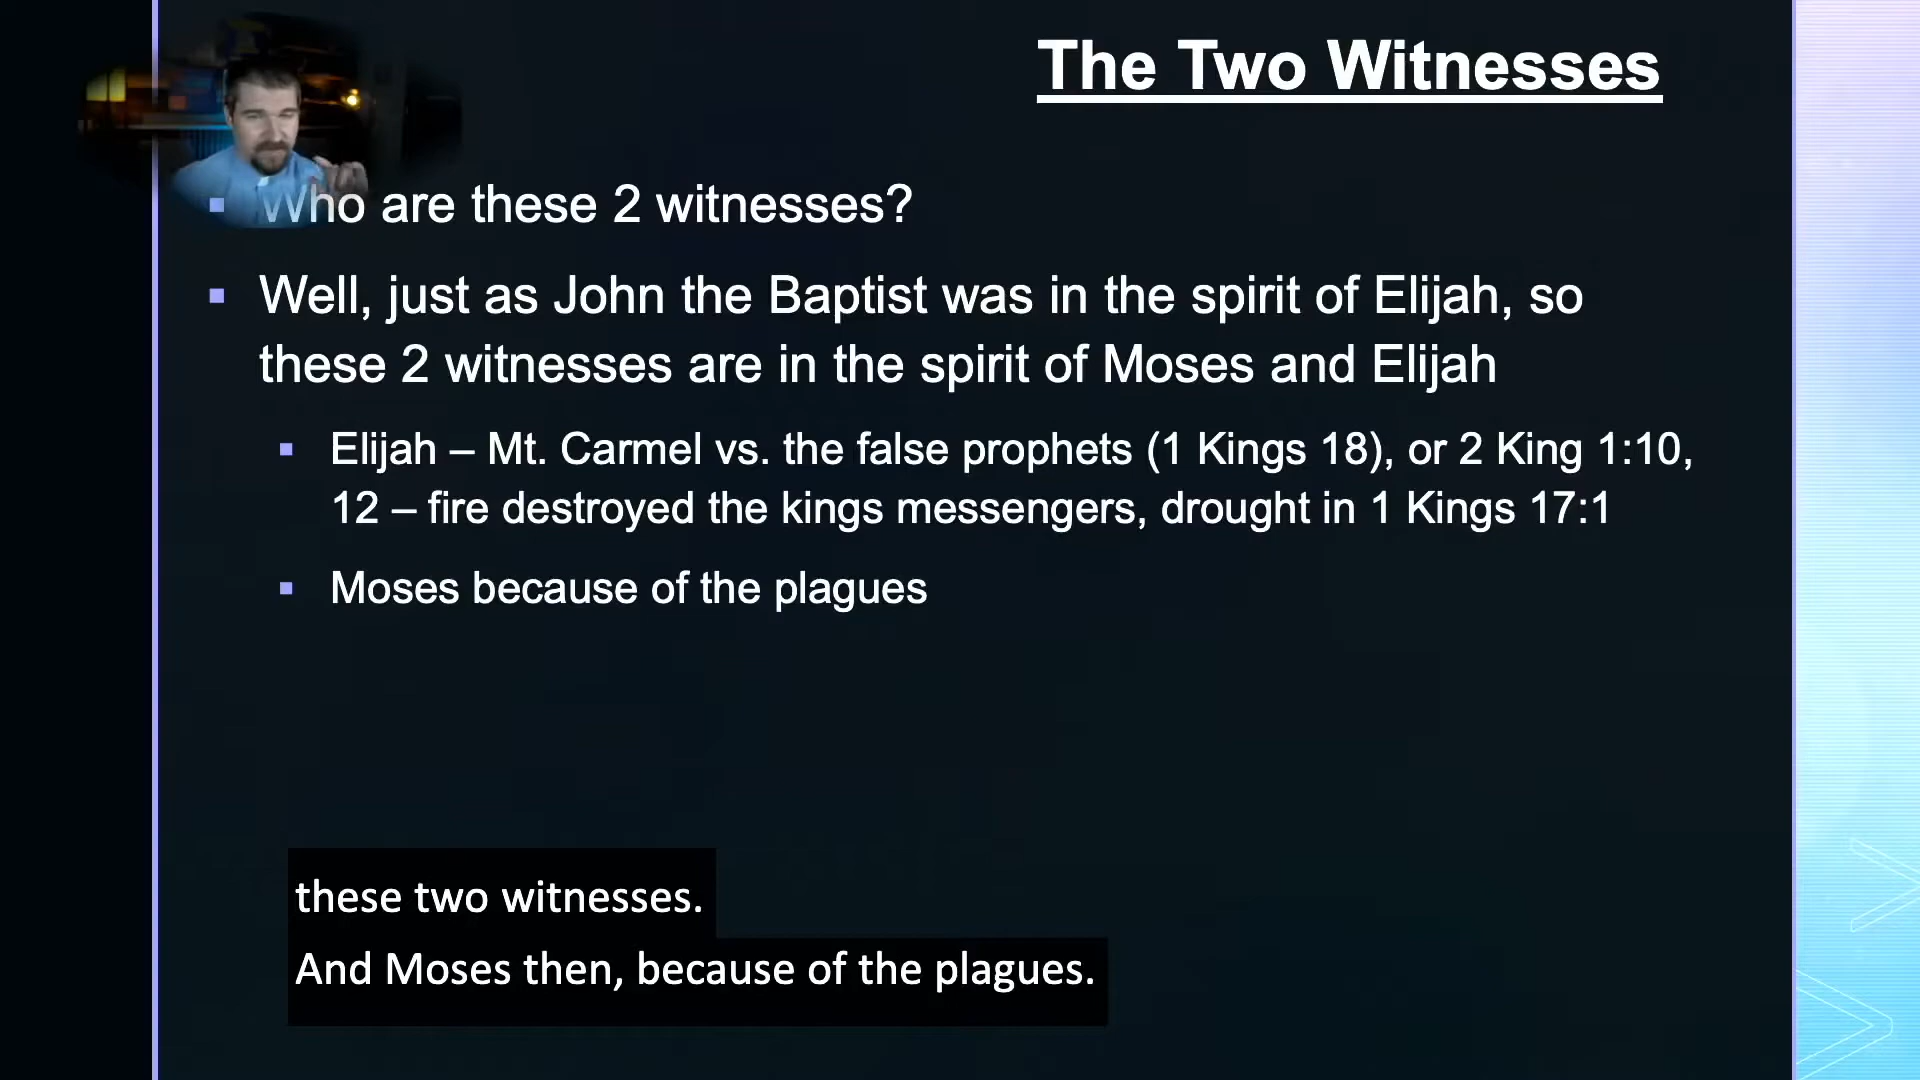 The Two Witnesses
Who are these 2 witnesses?
Well, just as John the Baptist was in the spirit of Elijah, so
these 2 witnesses are in the spirit of Moses and Elijah
Elijah – Mt. Carmel vs. the false prophets (1 Kings 18), or 2 King 1:10,
12 – fire destroyed the kings messengers, drought in 1 Kings 17:1
Moses because of the plagues
these two witnesses.
And Moses then, because of the plagues.